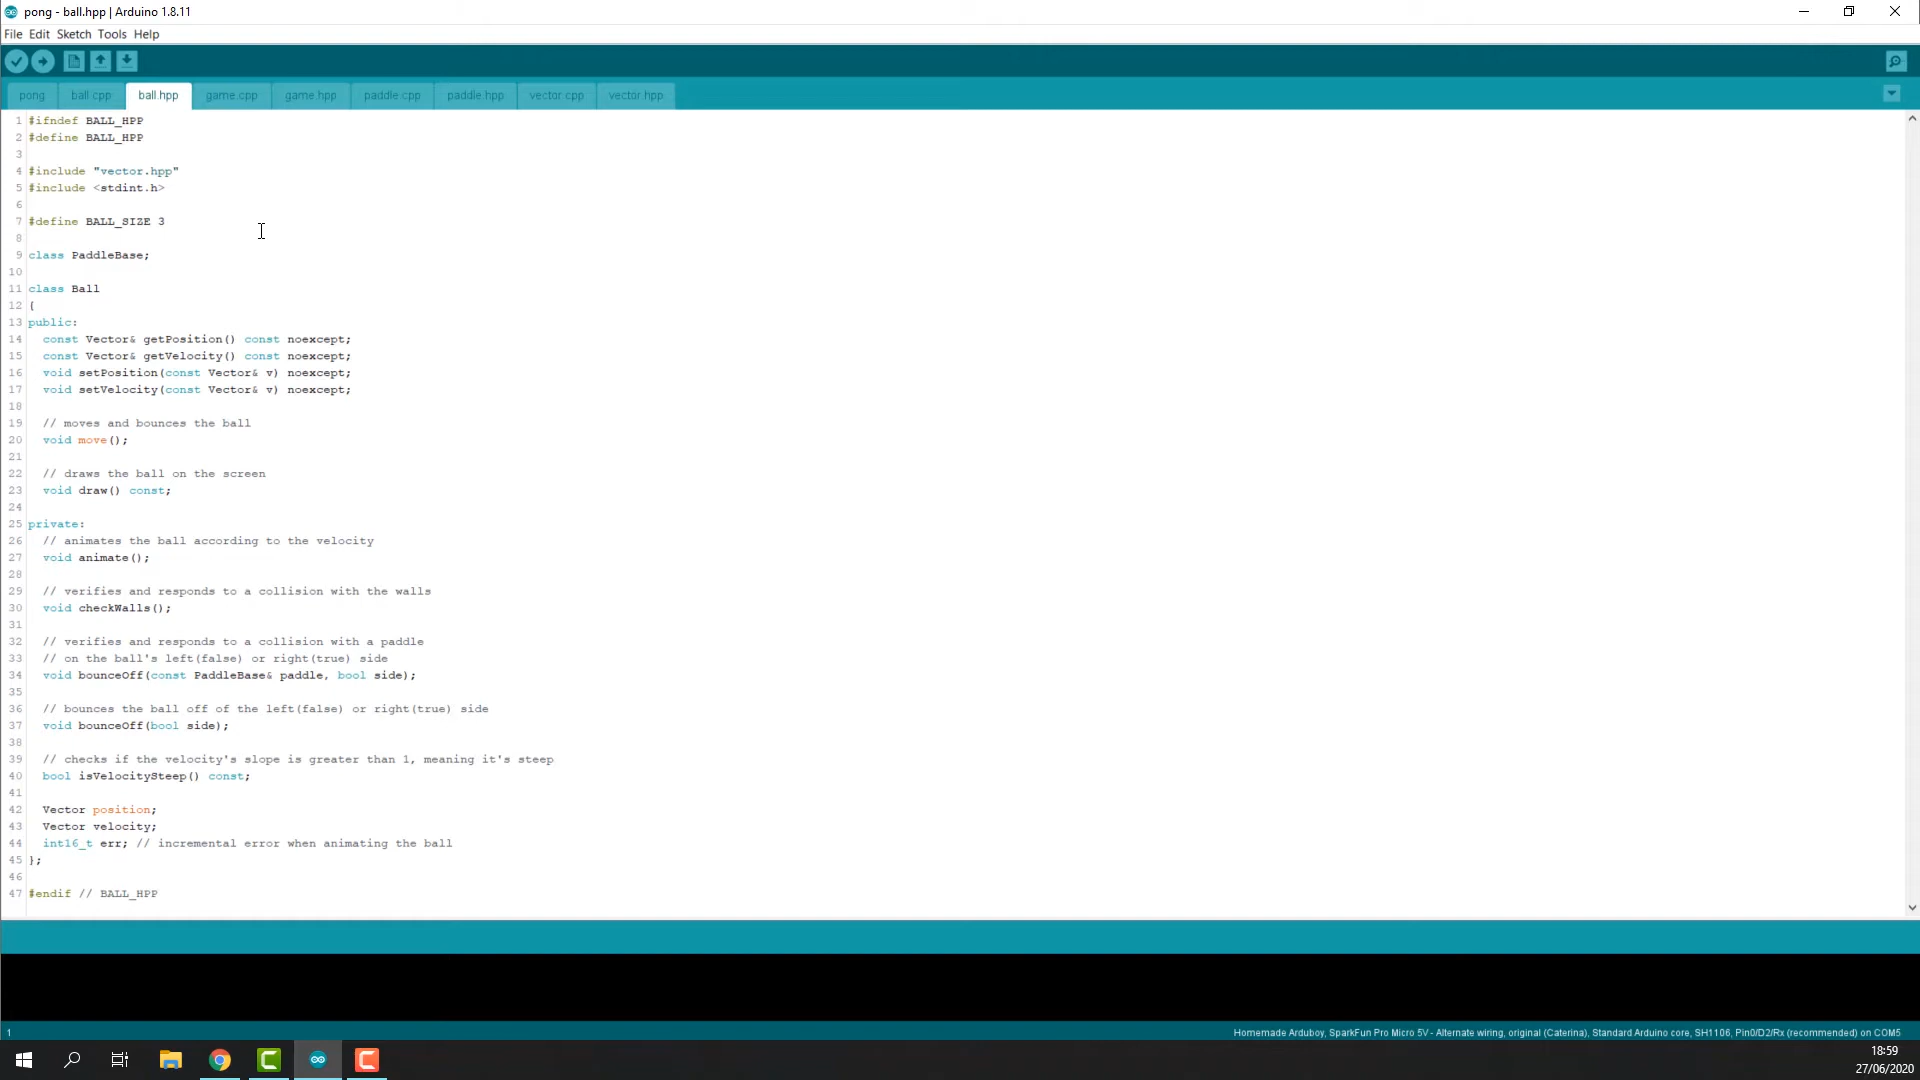 pong - ball.hpp | Arduino 1.8.11
File Edit Sketch Tools Help
pong ball.cpp ball.hpp game.cpp game.hpp paddle.cpp paddle.hpp vector.cpp vector.hpp
1 #ifndef BALL_HPP
2 #define BALL_HPP
3
4 #include "vector.hpp"
5 #include <stdint.h>
6
7 #define BALL_SIZE 3
8
9 class PaddleBase;
10
11 class Ball
12 {
13 public:
14 const Vector& getPosition() const noexcept;
15 const Vector& getVelocity() const noexcept;
16 void setPosition(const Vector& v) noexcept;
17 void setVelocity(const Vector& v) noexcept;
18
19 // moves and bounces the ball
20 void move();
21
22 // draws the ball on the screen
23 void draw() const;
24
25 private:
26 // animates the ball according to the velocity
27 void animate();
28
29 // verifies and responds to a collision with the walls
30 void checkWalls();
31
32 // verifies and responds to a collision with a paddle
33 // on the ball's left(false) or right(true) side
34 void bounceOff(const PaddleBase& paddle, bool side);
35
36 // bounces the ball off of the left(false) or right(true) side
37 void bounceOff(bool side);
38
39 // checks if the velocity's slope is greater than 1, meaning it's steep
40 bool isVelocitySteep() const;
41
42 Vector position;
43 Vector velocity;
44 int16_t err; // incremental error when animating the ball
45 };
46
47 #endif // BALL_HPP
1 Homemade Arduboy, SparkFun Pro Micro 5V - Alternate wiring, original (Caterina), Standard Arduino core, SH1106, Pin0/D2/Rx (recommended) on COM5
18:59
27/06/2020